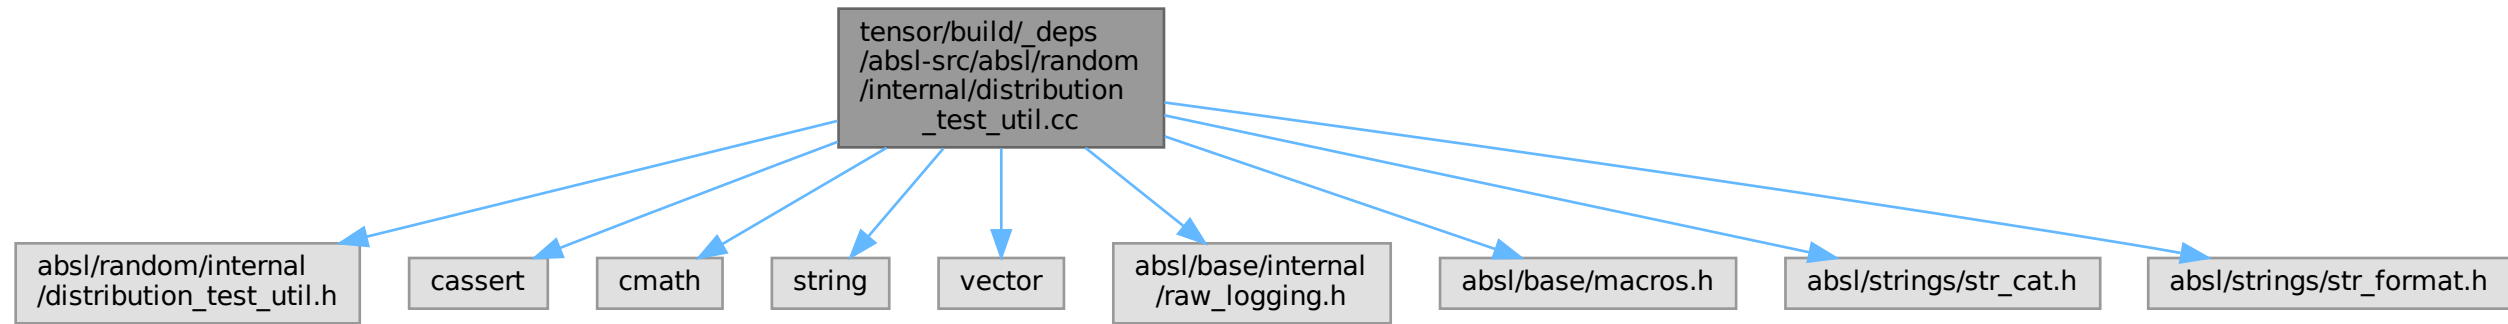 tensor/build/_deps
/absl-src/absl/random
/internal/distribution
_test_util.cc
absl/random/internal
/distribution_test_util.h
cassert
cmath
string
vector
absl/base/internal
/raw_logging.h
absl/base/macros.h
absl/strings/str_cat.h
absl/strings/str_format.h